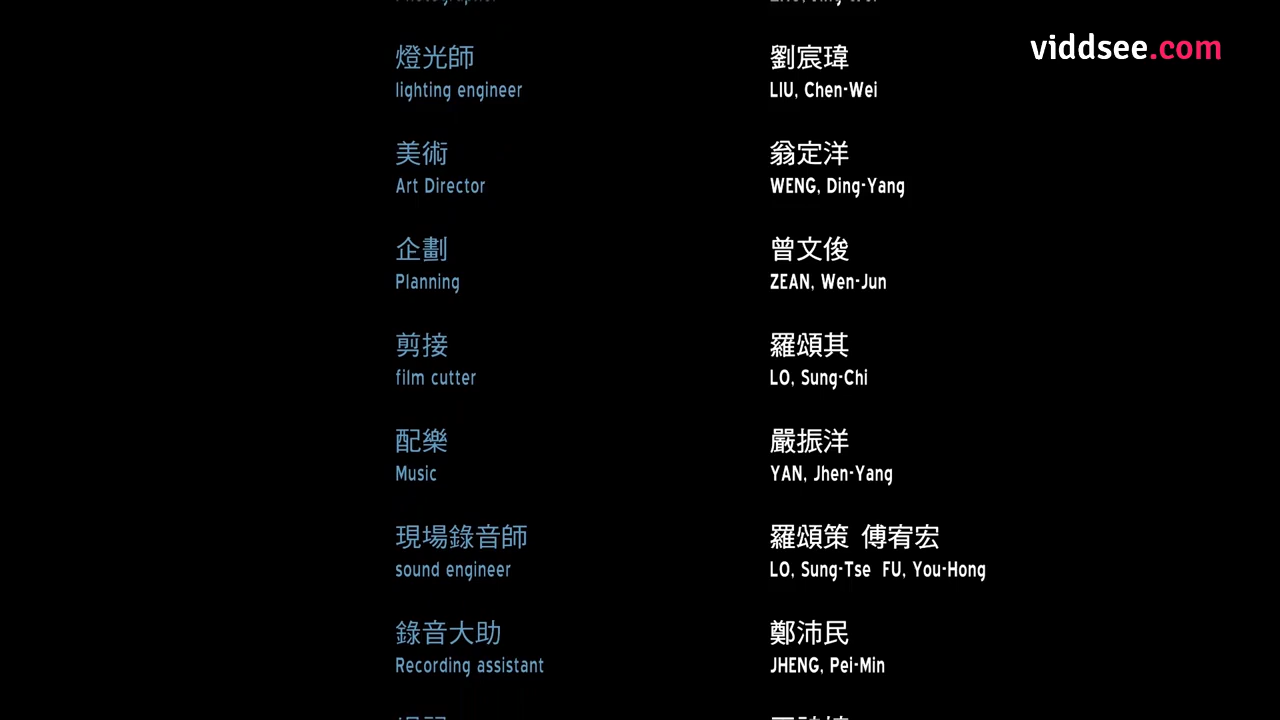 viddsee.com
燈光師 劉宸瑋
lighting engineer LIU, Chen-Wei
美術 翁定洋
Art Director WENG, Ding-Yang
企劃 曾文俊
Planning ZEAN, Wen-Jun
剪接 羅頌其
film cutter LO, Sung-Chi
配樂 嚴振洋
Music YAN, Jhen-Yang
現場錄音師 羅頌策 傅宥宏
sound engineer LO, Sung-Tse FU, You-Hong
錄音大助 鄭沛民
Recording assistant JHENG, Pei-Min